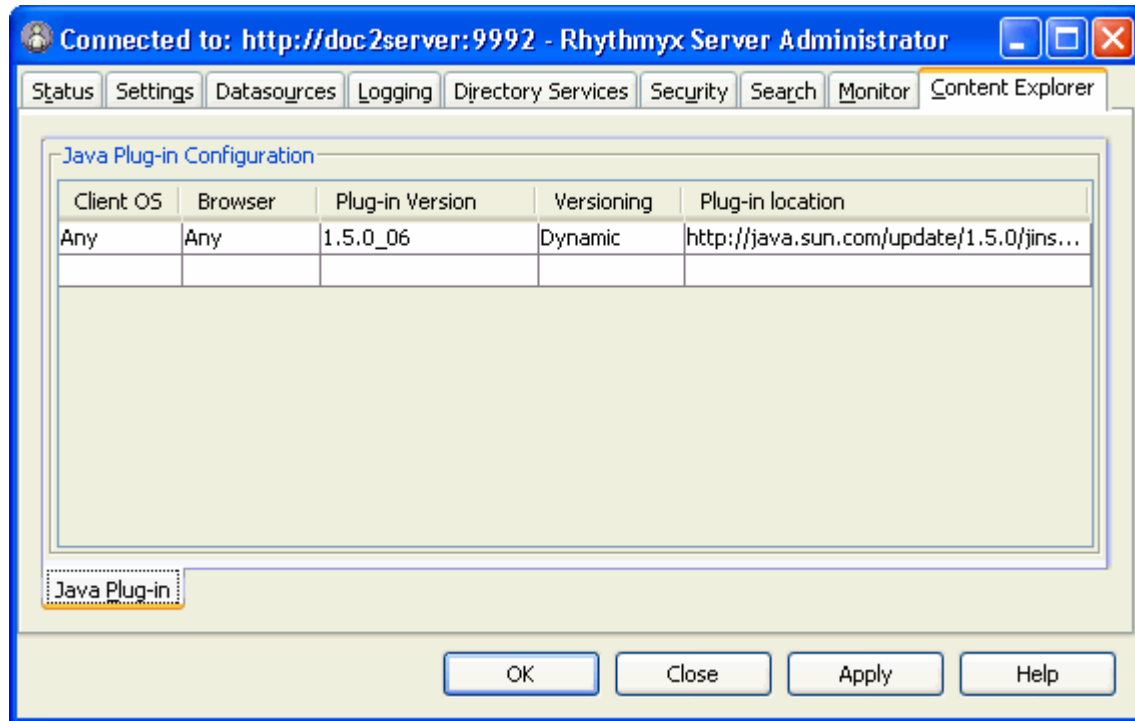 Connected to: http://doc2server:9992 - Rhythmyx Server Administrator
Status Settings Datasources Logging Directory Services Security Search Monitor Content Explorer
Java Plug-in Configuration
Client OS Browser Plug-in Version Versioning Plug-in location
Any Any 1.5.0_06 Dynamic http://java.sun.com/update/1.5.0/jins...
Java Plug-in
OK Close Apply Help